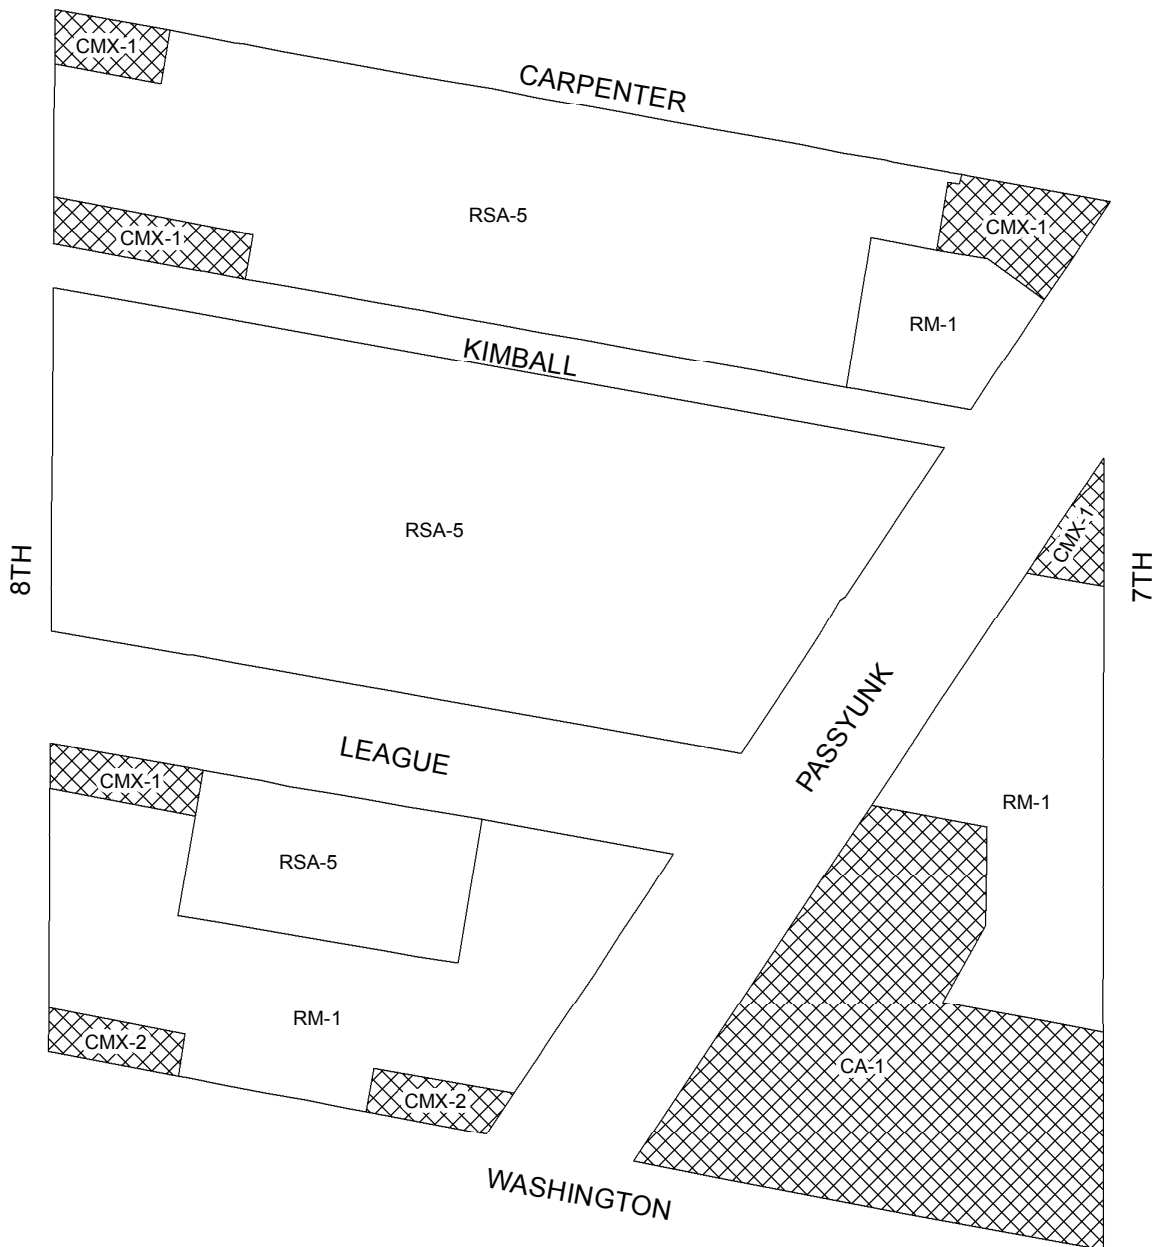 CMX-1
CARPENTER
RSA-5
CMX-1
CMX-1
RM-1
KIMBALL
RSA-5
CMX-1
8TH
7TH
PASSYUNK
LEAGUE
CMX-1
RM-1
RSA-5
RM-1
CMX-2
CA-1
CMX-2
WASHINGTON